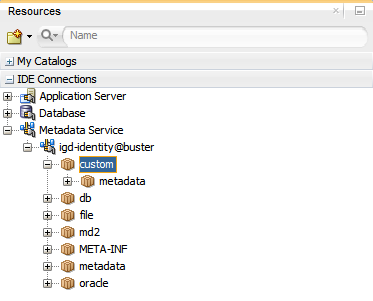 Resources
Name
My Catalogs
IDE Connections
Application Server
Database
Metadata Service
igd-identity@buster
custom
metadata
db
file
md2
META-INF
metadata
oracle